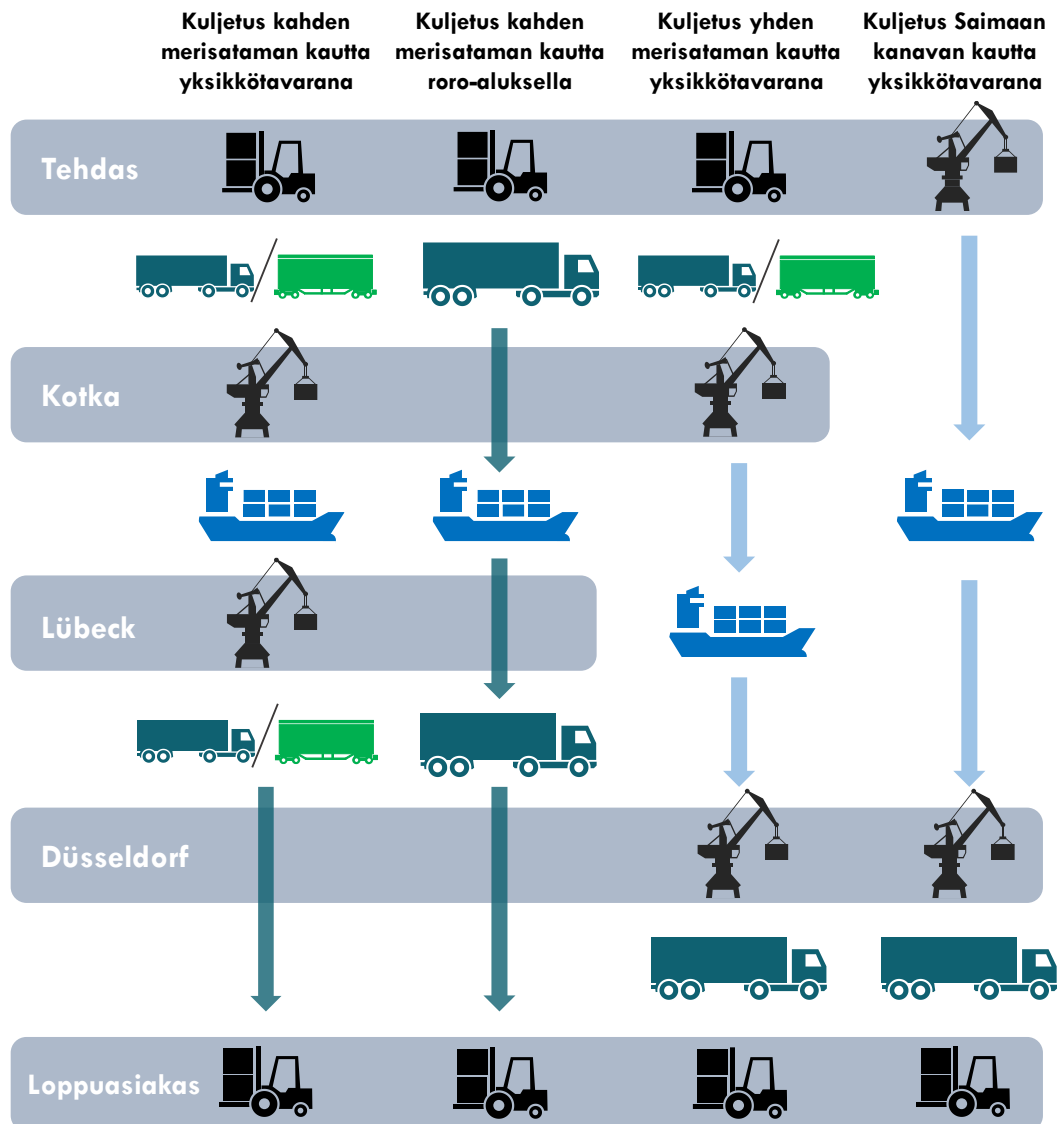 Kuljetus kahden
merisataman kautta
yksikkötavarana
Kuljetus kahden
merisataman kautta
roro-aluksella
Kuljetus yhden
merisataman kautta
yksikkötavarana
Kuljetus Saimaan
kanavan kautta
yksikkötavarana
Tehdas
Kotka
Lübeck
Düsseldorf
Loppuasiakas